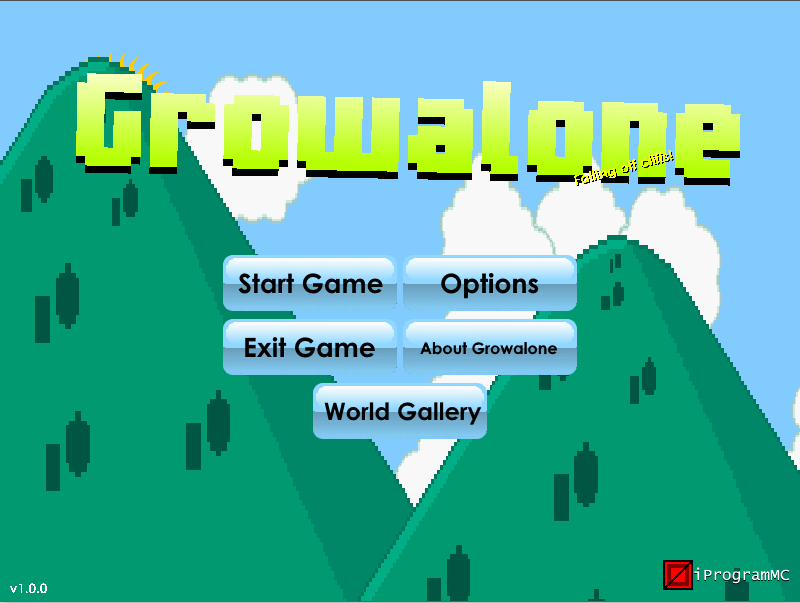 Growalone
Falling off cliffs!
Start Game
Options
Exit Game
About Growalone
World Gallery
v1.0.0
iProgramMC